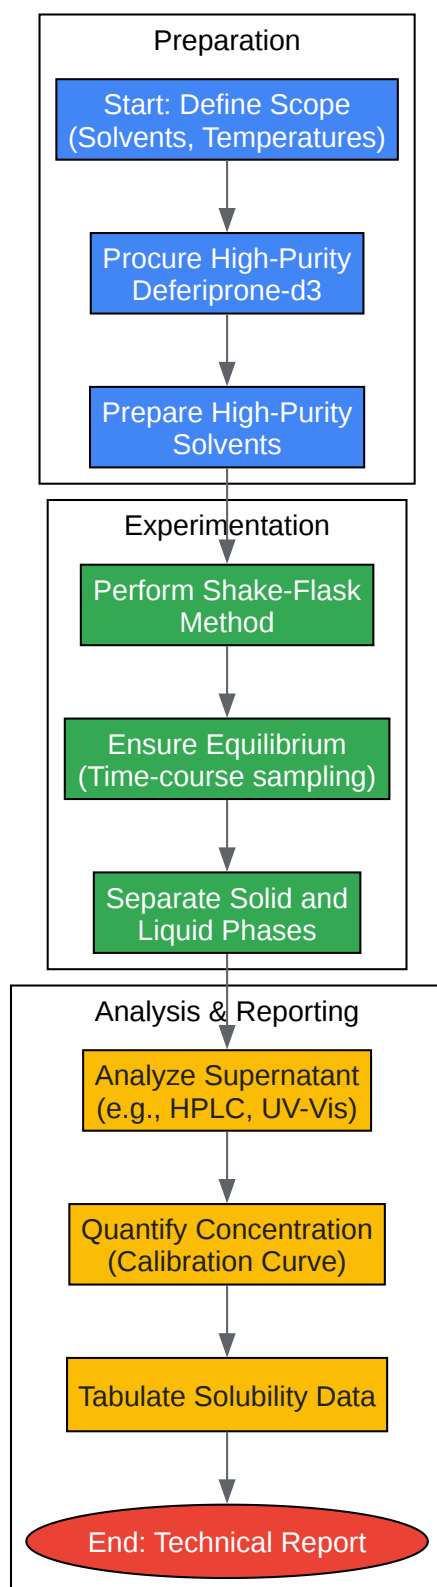 Preparation
Start: Define Scope
(Solvents, Temperatures)
Procure High-Purity
Deferiprone-d3
Prepare High-Purity
Solvents
Experimentation
Perform Shake-Flask
Method
Ensure Equilibrium
(Time-course sampling)
Separate Solid and
Liquid Phases
Analysis & Reporting
Analyze Supernatant
(e.g., HPLC, UV-Vis)
Quantify Concentration
(Calibration Curve)
Tabulate Solubility Data
End: Technical Report